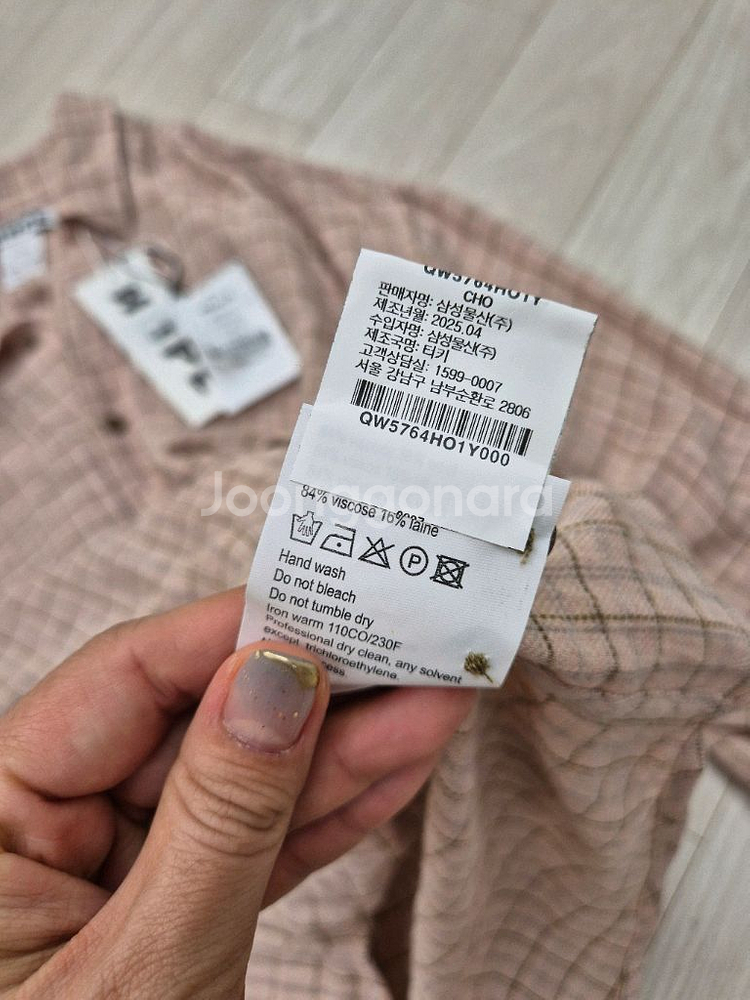 QW5764HO1Y
CHO
판매자명: 삼성물산(주)
제조년월: 2025.04
수입자명: 삼성물산(주)
제조국명: 터키
고객상담실: 1599-0007
서울 강남구 남부순환로 2806
QW5764HO1Y000
Joonggonara
84% viscose 16% laine
P
Hand wash
Do not bleach
Do not tumble dry
Iron warm 110CO/230F
Professional dry clean, any solvent
except, trichloroethylene.